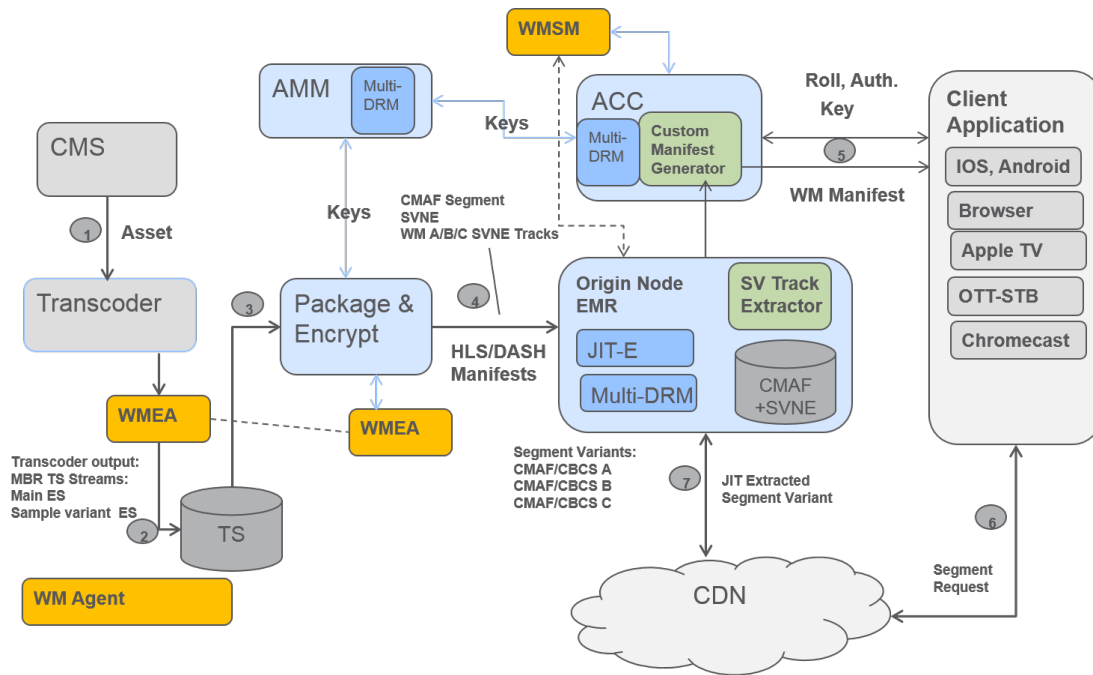 WMSM
AMM
Multi-
DRM
ACC
Multi-
DRM
Custom
Manifest
Generator
Keys
Roll, Auth.
Key
5
WM Manifest
Client
Application
IOS, Android
Browser
Apple TV
OTT-STB
Chromecast
CMS
1
Asset
Transcoder
Keys
CMAF Segment
SVNE
WM A/B/C SVNE Tracks
3
Package &
Encrypt
4
HLS/DASH
Manifests
Origin Node
EMR
SV Track
Extractor
JIT-E
Multi-DRM
CMAF
+SVNE
WMEA
WMEA
Transcoder output:
MBR TS Streams:
Main ES
Sample variant ES
2
TS
WM Agent
Segment Variants:
CMAF/CBCS A
CMAF/CBCS B
CMAF/CBCS C
7
JIT Extracted
Segment Variant
6
Segment
Request
CDN